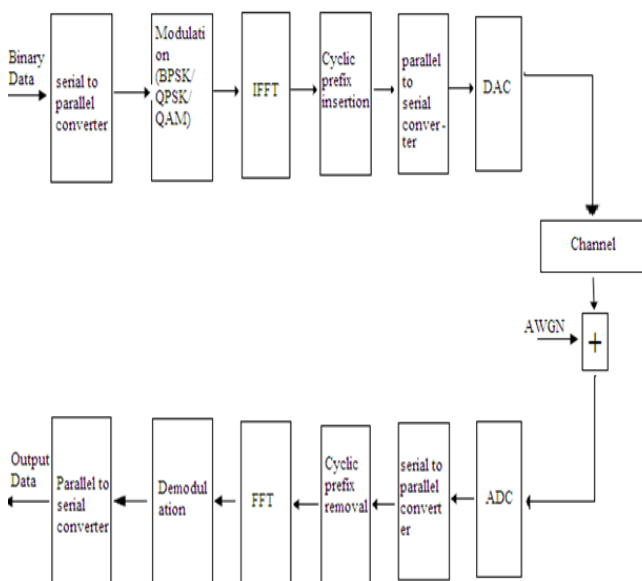 Binary
Data
serial to
parallel
converter
Modulati
on
(BPSK/
QPSK/
QAM)
IFFT
Cyclic
prefix
insertion
parallel
to
serial
conver-
ter
DAC
Channel
AWGN
+
ADC
serial to
parallel
convert
er
Cyclic
prefix
removal
FFT
Demodul
ation
Parallel to
serial
converter
Output
Data